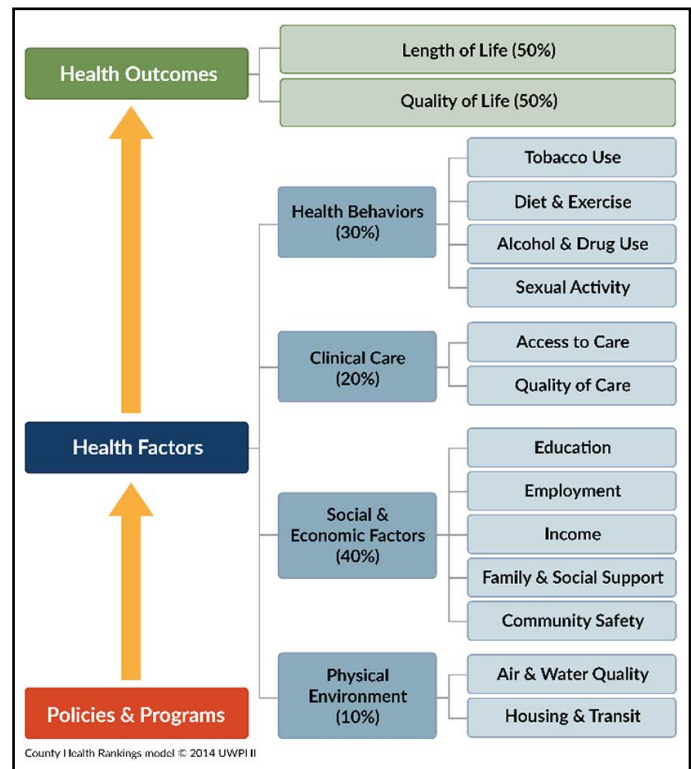 Health Outcomes
Length of Life (50%)
Quality of Life (50%)
Health Factors
Health Behaviors
(30%)
Tobacco Use
Diet & Exercise
Alcohol & Drug Use
Sexual Activity
Clinical Care
(20%)
Access to Care
Quality of Care
Social &
Economic Factors
(40%)
Education
Employment
Income
Family & Social Support
Community Safety
Physical
Environment
(10%)
Air & Water Quality
Housing & Transit
Policies & Programs
County Health Rankings model © 2014 UWPHI